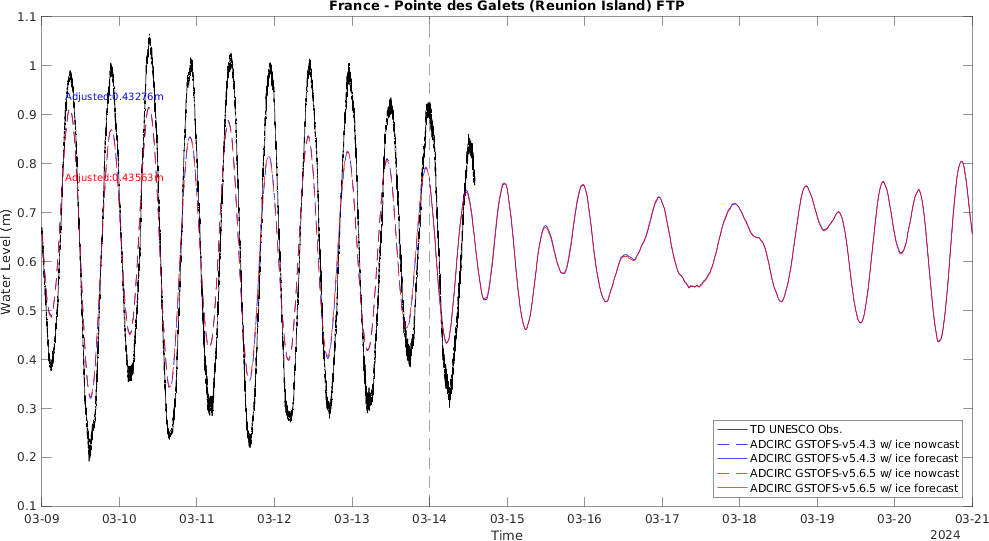 France - Pointe des Galets (Reunion Island) FTP
1.1
1
0.9
0.8
0.7
0.6
0.5
0.4
0.3
0.2
0.1
Water Level (m)
Adjusted:0.43276m
Adjusted:0.43563m
TD UNESCO Obs.
ADCIRC GSTOFS-v5.4.3 w/ ice nowcast
ADCIRC GSTOFS-v5.4.3 w/ ice forecast
ADCIRC GSTOFS-v5.6.5 w/ ice nowcast
ADCIRC GSTOFS-v5.6.5 w/ ice forecast
03-09 03-10 03-11 03-12 03-13 03-14 03-15 03-16 03-17 03-18 03-19 03-20 03-21
Time
2024